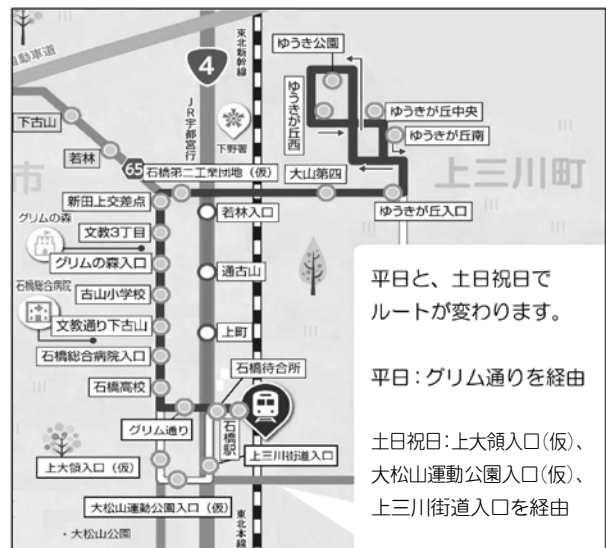 自動車道
4
東北新幹線
JR宇都宮行
下野署
ゆうき公園
ゆうきが丘西
ゆうきが丘中央
ゆうきが丘南
下古山
若林
市
65
石橋第二工業団地（仮）
大山第四
上三川町
新田上交差点
若林入口
ゆうきが丘入口
グリムの森
文教3丁目
グリムの森入口
通古山
石橋総合病院
古山小学校
文教通り下古山
上町
石橋総合病院入口
石橋待合所
石橋高校
グリム通り
石橋駅
上大領入口（仮）
上三川街道入口
大松山運動公園入口（仮）
東北本線
・大松山公園
平日と、土日祝日で
ルートが変わります。
平日：グリム通りを経由
土日祝日：上大領入口（仮）、
大松山運動公園入口（仮）、
上三川街道入口を経由